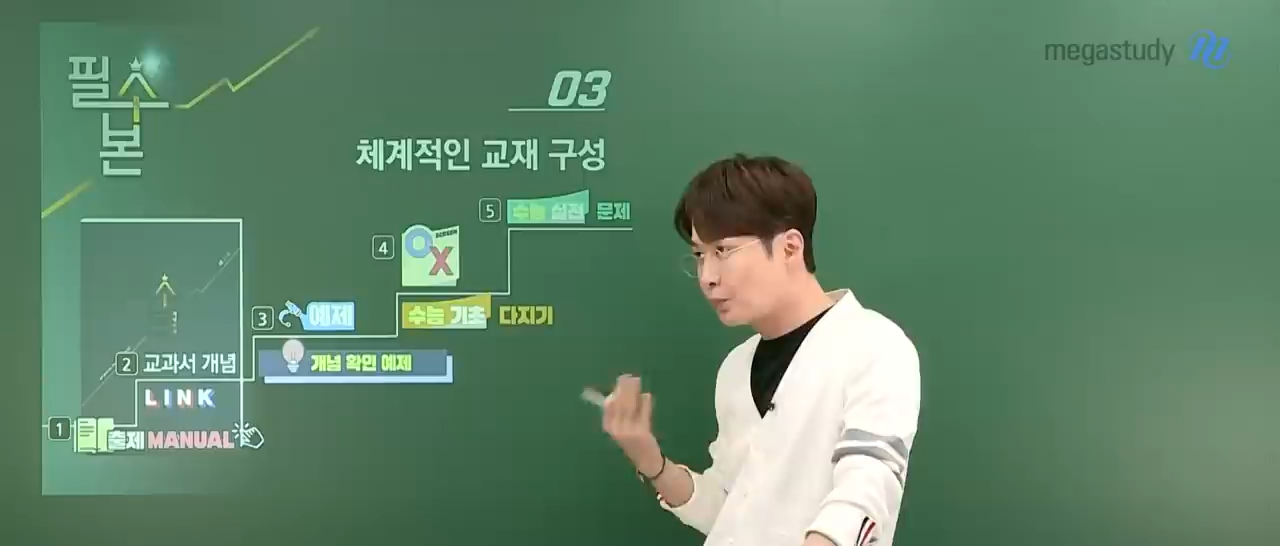 megastudy
필수
본
03
체계적인 교재 구성
5 수능 실전 문제
4 OX
수능 기초 다지기
3 예제
개념 확인 예제
2 교과서 개념
LINK
1 출제 MANUAL